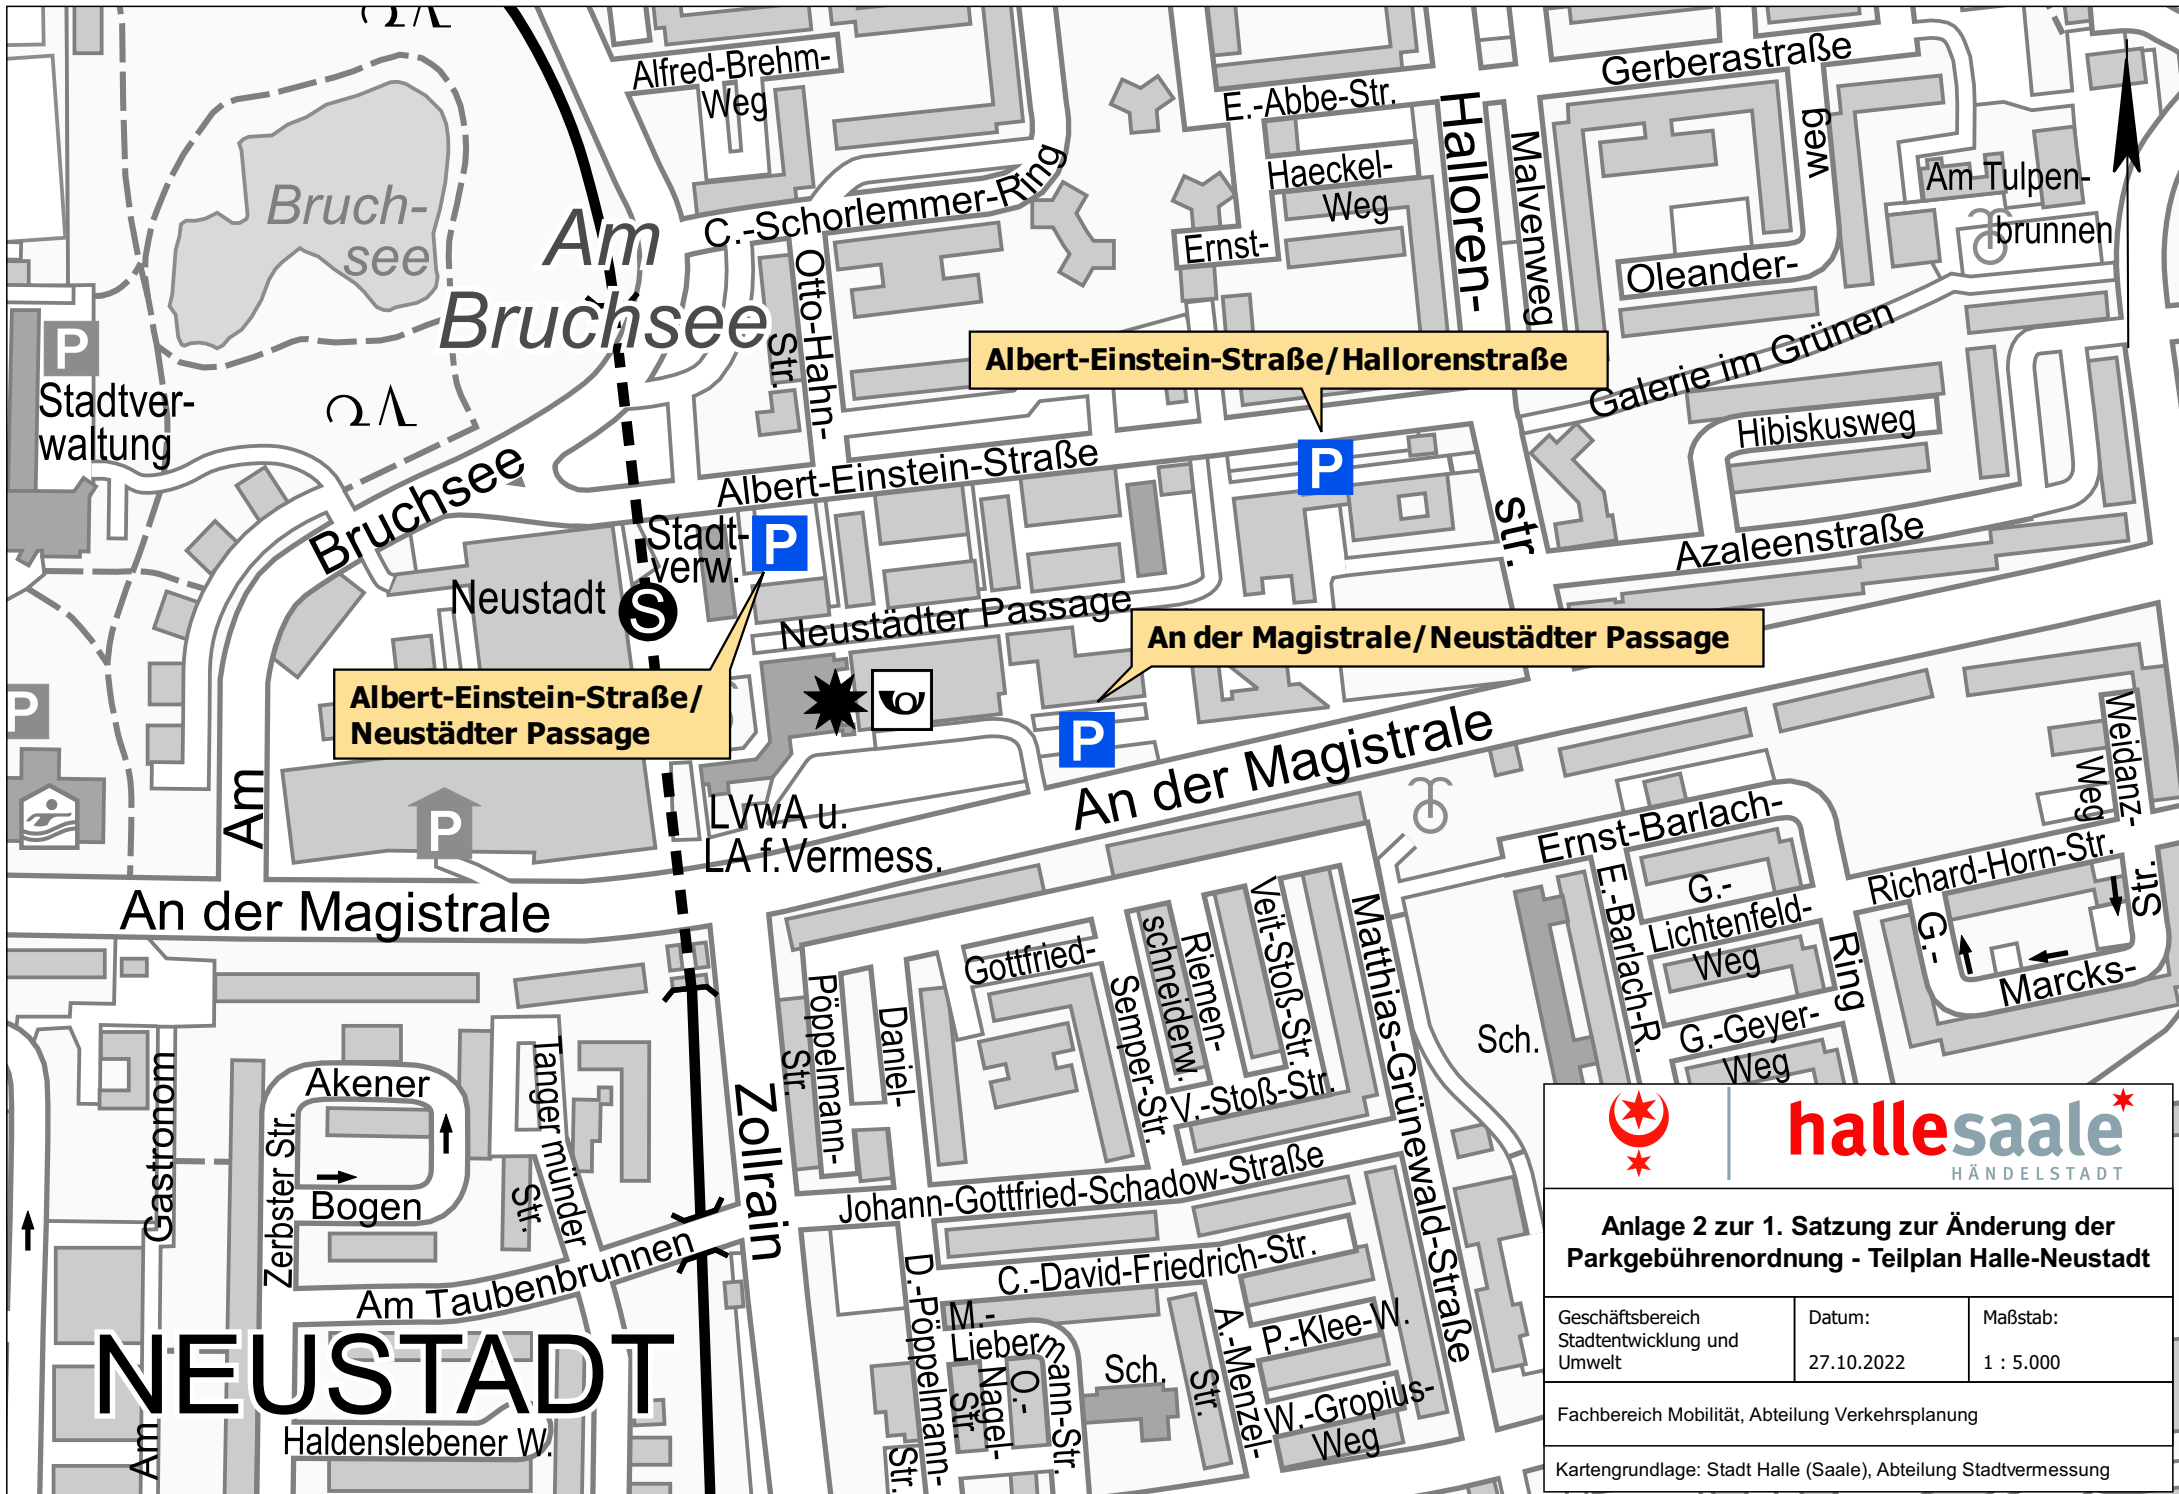 Alfred-Brehm-
Weg
E.-Abbe-Str.
Gerberastraße
Halloren-
str.
Malvenweg
weg
Haeckel-
Weg
Ernst-
Am Tulpen-
brunnen
Bruch-
see
Am
Bruchsee
C.-Schorlemmer-Ring
Otto-Hahn-
Str.
Oleander-
Galerie im Grünen
Hibiskusweg
Azaleenstraße
P
Stadtver-
waltung
Albert-Einstein-Straße/Hallorenstraße
P
Albert-Einstein-Straße
Am
Bruchsee
Stadt-
verw.
P
Neustadt
S
Neustädter Passage
An der Magistrale/Neustädter Passage
P
Albert-Einstein-Straße/
Neustädter Passage
P
P
LVwA u.
LA f.Vermess.
An der Magistrale
An der Magistrale
Ernst-Barlach-
Ring
E.-Barlach-R.
G.-
Lichtenfeld-
Weg
G.-Geyer-
Weg
Richard-Horn-Str.
Weidanz-
Weg
G.-
Marcks-
Str.
Sch.
Gottfried-
Semper-Str.
Riemen-
schneiderw.
Veit-Stoß-Str.
V.-Stoß-Str.
Matthias-Grünewald-Straße
Pöppelmann-
Str.
Daniel-
Zollrain
Johann-Gottfried-Schadow-Straße
C.-David-Friedrich-Str.
D.-Pöppelmann-
Str.
M.-
Liebermann-Str.
O.-
Nagel-
Str.
Sch.
A.-Menzel-
Str.
P.-Klee-W.
W.-Gropius-
Weg
Am
Gastronom
Zerbster Str.
Akener
Bogen
Tangermünder
Str.
Am Taubenbrunnen
NEUSTADT
Haldenslebener W.
hallesaale
HÄNDELSTADT
Anlage 2 zur 1. Satzung zur Änderung der
Parkgebührenordnung - Teilplan Halle-Neustadt
Geschäftsbereich
Stadtentwicklung und
Umwelt
Datum:
27.10.2022
Maßstab:
1 : 5.000
Fachbereich Mobilität, Abteilung Verkehrsplanung
Kartengrundlage: Stadt Halle (Saale), Abteilung Stadtvermessung